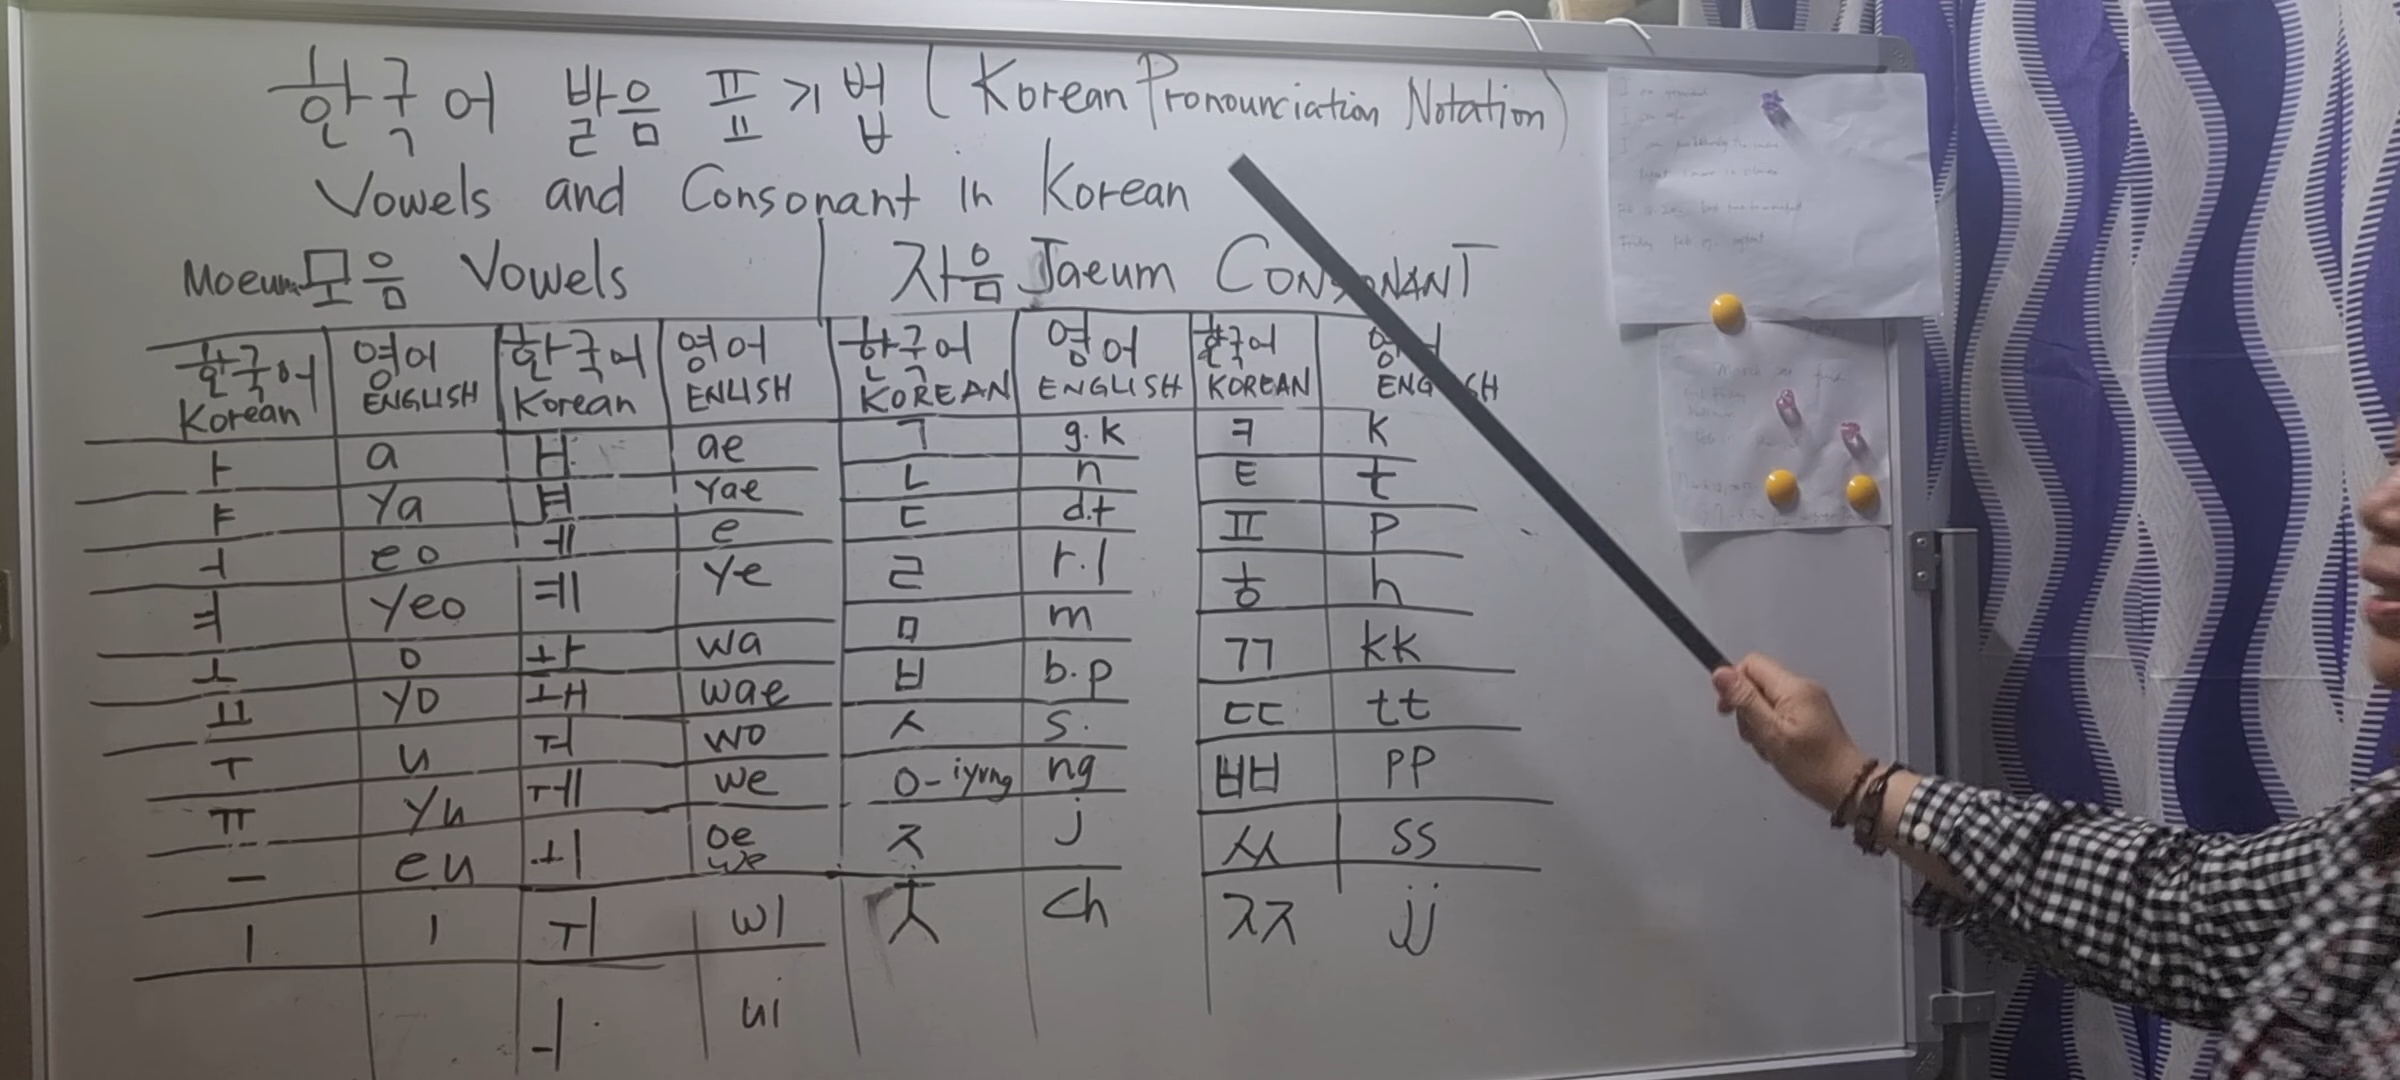 한국어 발음 표기법 (Korean Pronounciation Notation)
Vowels and Consonant in Korean
Moeum 모음 Vowels 자음 Jaeum CONSONANT
한국어 영어 한국어 영어 한국어 영어 한국어
Korean ENGLISH Korean ENLISH KOREAN ENGLISH KOREAN
ㅏ a ㅐ ae ㄱ g.k ㅋ k
ㅑ ya ㅒ yae ㄴ n ㅌ t
ㅓ eo ㅔ e ㄷ d.t ㅍ p
ㅕ yeo ㅖ ye ㄹ r.l ㅎ h
ㅗ o ㅘ wa ㅁ m ㄲ kk
ㅛ yo ㅙ wae ㅂ b.p ㄸ tt
ㅜ u ㅝ wo ㅅ s. ㅃ pp
ㅠ yu ㅞ we ㅇ- iyung ng ㅆ ss
ㅡ eu ㅚ oe we ㅈ j ㅉ jj
ㅣ i ㅟ wi ㅊ ch
ㅢ ui